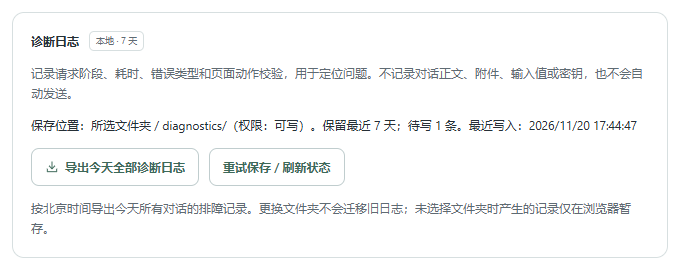 诊断日志 本地 · 7 天
记录请求阶段、耗时、错误类型和页面动作校验，用于定位问题。不记录对话正文、附件、输入值或密钥，也不会自
动发送。
保存位置：所选文件夹 / diagnostics/（权限：可写）。保留最近 7 天；待写 1 条。最近写入：2026/11/20 17:44:47
导出今天全部诊断日志 重试保存 / 刷新状态
按北京时间导出今天所有对话的排障记录。更换文件夹不会迁移旧日志；未选择文件夹时产生的记录仅在浏览器暂
存。